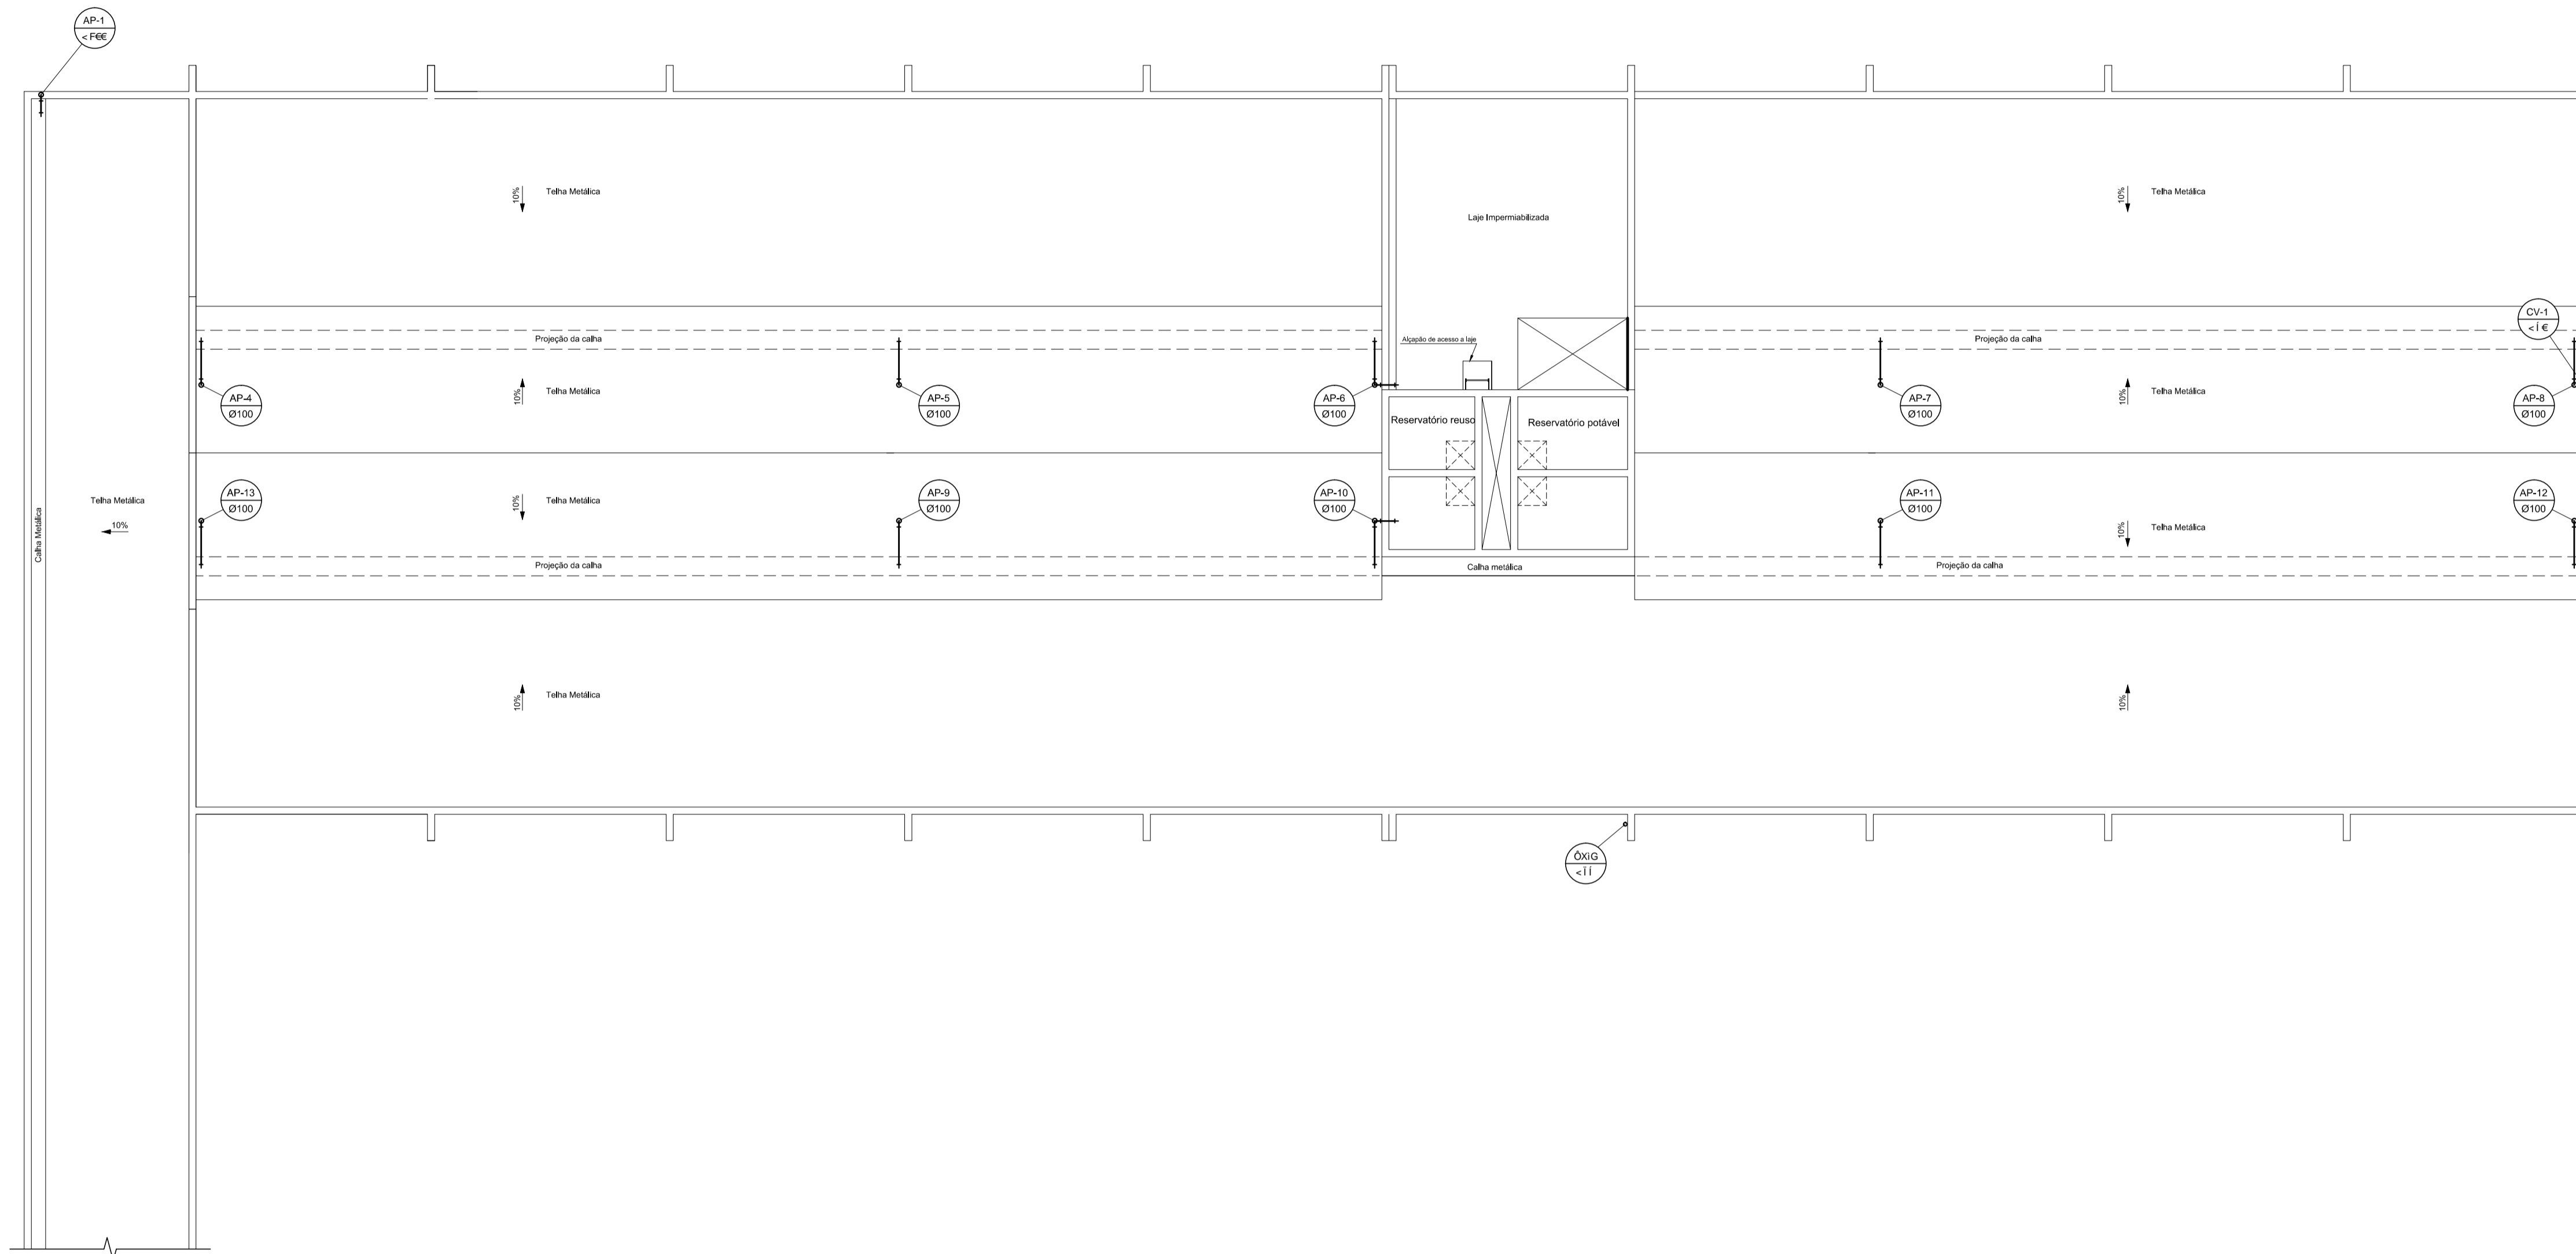 AP-1
< F€€
10%
Telha Metálica
10%
Telha Metálica
Laje Impermiabilizada
CV-1
< Í €
Projeção da calha
Alçapão de acesso a laje
Projeção da calha
10%
Telha Metálica
10%
Telha Metálica
AP-4
Ø100
AP-5
Ø100
AP-6
Ø100
AP-7
Ø100
AP-8
Ø100
Reservatório reuso
Reservatório potável
AP-13
Ø100
AP-9
Ø100
AP-10
Ø100
AP-11
Ø100
AP-12
Ø100
Calha Metálica
Telha Metálica
10%
10%
Telha Metálica
10%
Telha Metálica
Projeção da calha
Calha metálica
Projeção da calha
10%
Telha Metálica
10%
ÔXËG
< Ï Í